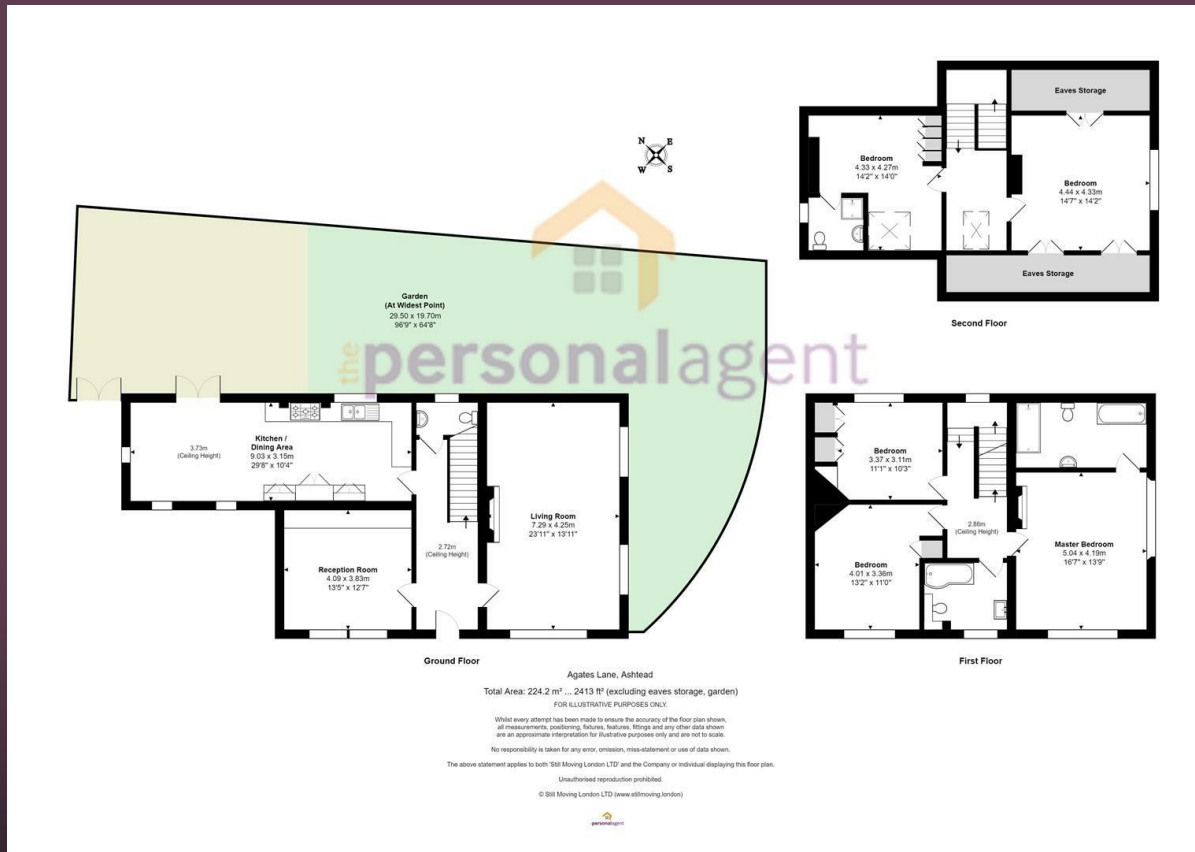 Eaves Storage
Bedroom
4.33 x 4.27m
14'2" x 14'0"
Bedroom
4.44 x 4.33m
14'7" x 14'2"
Eaves Storage
Second Floor
N E
W S
Garden
(At Widest Point)
29.50 x 19.70m
96'9" x 64'8"
the personalagent
3.73m
(Ceiling Height)
Kitchen /
Dining Area
9.03 x 3.15m
29'8" x 10'4"
Living Room
7.29 x 4.25m
23'11" x 13'11"
2.72m
(Ceiling Height)
Reception Room
4.09 x 3.83m
13'5" x 12'7"
Ground Floor
Bedroom
3.37 x 3.11m
11'1" x 10'3"
2.86m
(Ceiling Height)
Master Bedroom
5.04 x 4.19m
16'7" x 13'9"
Bedroom
4.01 x 3.36m
13'2" x 11'0"
First Floor
Agates Lane, Ashtead
Total Area: 224.2 m² ... 2413 ft² (excluding eaves storage, garden)
FOR ILLUSTRATIVE PURPOSES ONLY.
Whilst every attempt has been made to ensure the accuracy of the floor plan shown,
all measurements, positioning, fixtures, features, fittings and any other data shown
are an approximate interpretation for illustrative purposes only and are not to scale.
No responsibility is taken for any error, omission, miss-statement or use of data shown.
The above statement applies to both 'Still Moving London LTD' and the Company or individual displaying this floor plan.
Unauthorised reproduction prohibited.
© Still Moving London LTD (www.stillmoving.london)
personalagent